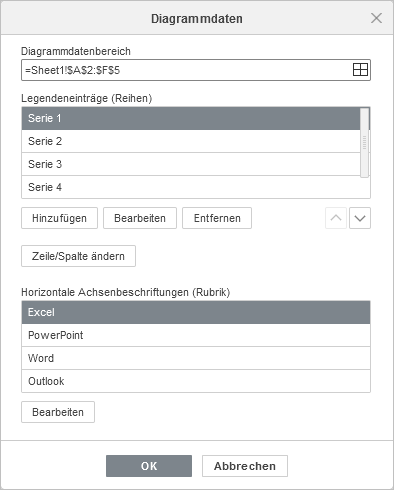 Diagrammdaten
Diagrammdatenbereich
=Sheet1!$A$2:$F$5
Legendeneinträge (Reihen)
Serie 1
Serie 2
Serie 3
Serie 4
Hinzufügen Bearbeiten Entfernen
Zeile/Spalte ändern
Horizontale Achsenbeschriftungen (Rubrik)
Excel
PowerPoint
Word
Outlook
Bearbeiten
OK Abbrechen